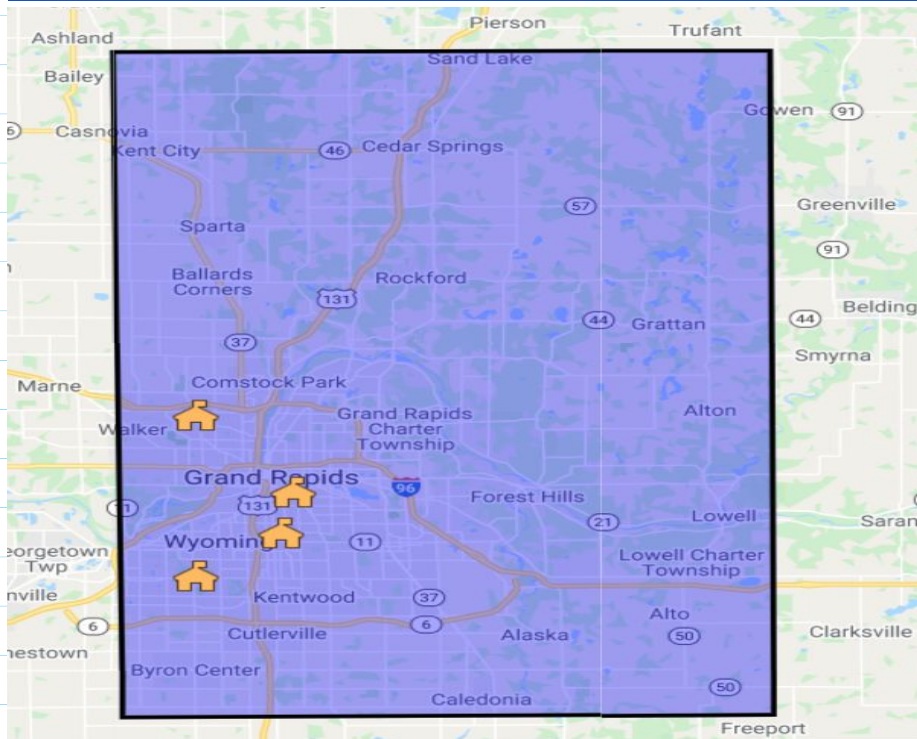 Pierson
Trufant
Ashland
Sand Lake
Bailey
Gowen
91
6
Casnovia
Kent City
46
Cedar Springs
57
Greenville
Sparta
91
Ballards
Corners
Rockford
131
Belding
44
Grattan
44
37
Smyrna
Marne
Comstock Park
Grand Rapids
Charter
Township
Alton
Walker
Grand Rapids
96
Forest Hills
131
11
21
Lowell
Saran
Wyoming
11
eorgetown
Twp
Lowell Charter
Township
nville
Kentwood
37
6
Cutlerville
6
Alaska
Alto
50
Clarksville
nestown
Byron Center
50
Caledonia
Freeport